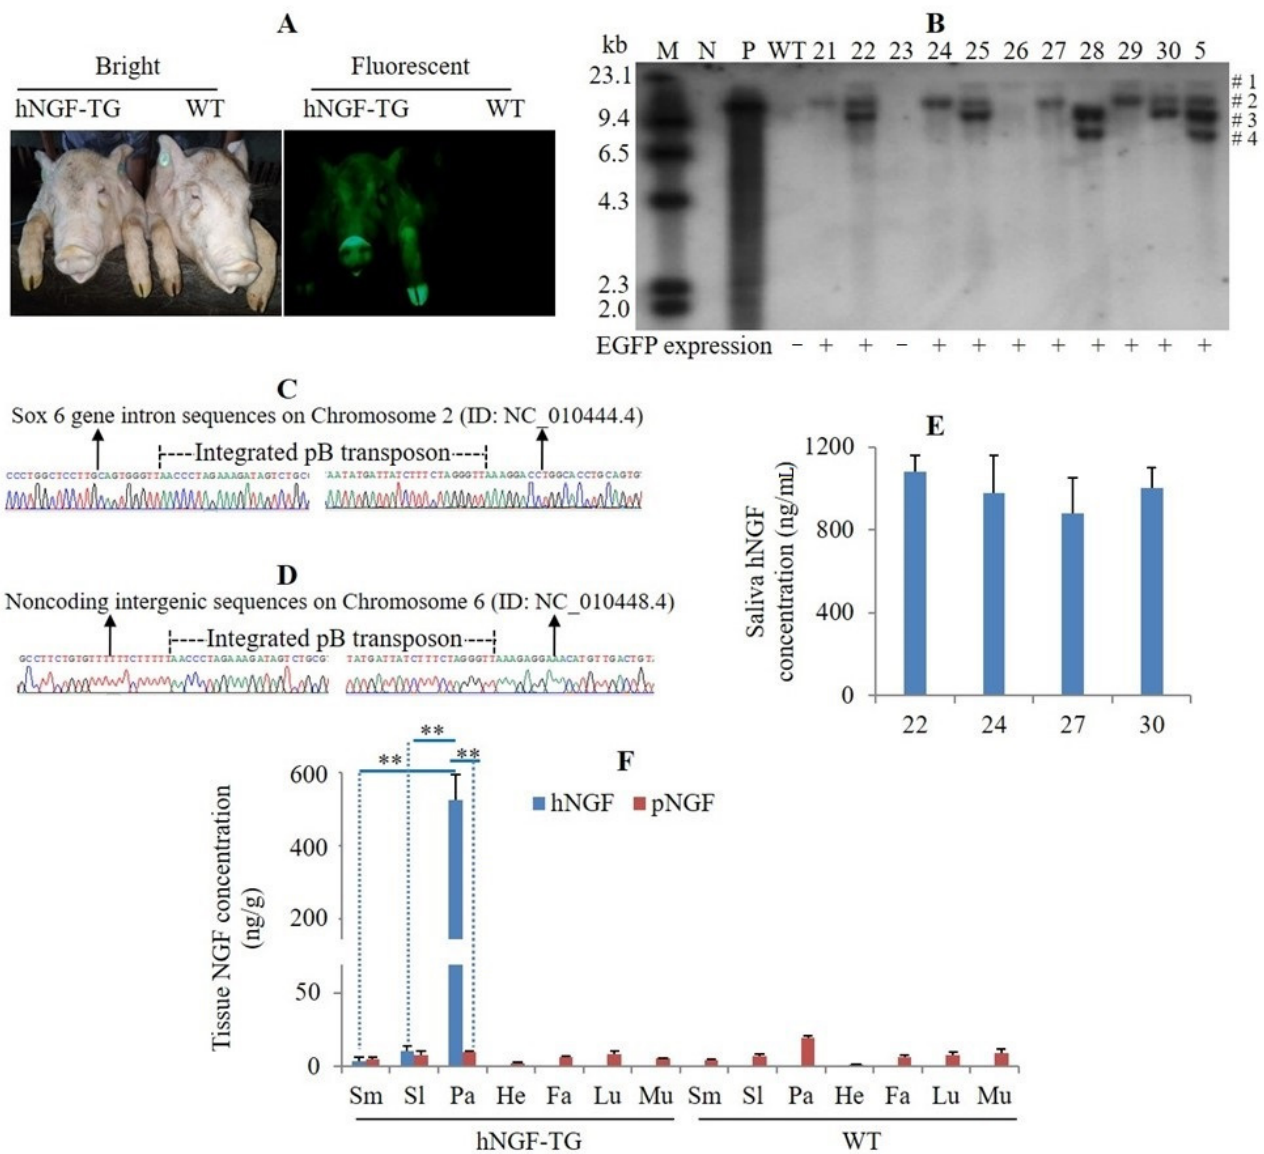 A
Bright
Fluorescent
hNGF-TG
WT
hNGF-TG
WT
B
kb
M N P WT 21 22 23 24 25 26 27 28 29 30 5
23.1
9.4
6.5
4.3
2.3
2.0
# 1
# 2
# 3
# 4
EGFP expression − + + − + + + + + + + +
C
Sox 6 gene intron sequences on Chromosome 2 (ID: NC_010444.4)
Integrated pB transposon
D
Noncoding intergenic sequences on Chromosome 6 (ID: NC_010448.4)
Integrated pB transposon
E
Saliva hNGF
concentration (ng/mL)
1200
800
400
0
22 24 27 30
F
** ** **
hNGF pNGF
Tissue NGF concentration
(ng/g)
600
400
200
50
0
Sm Sl Pa He Fa Lu Mu Sm Sl Pa He Fa Lu Mu
hNGF-TG WT